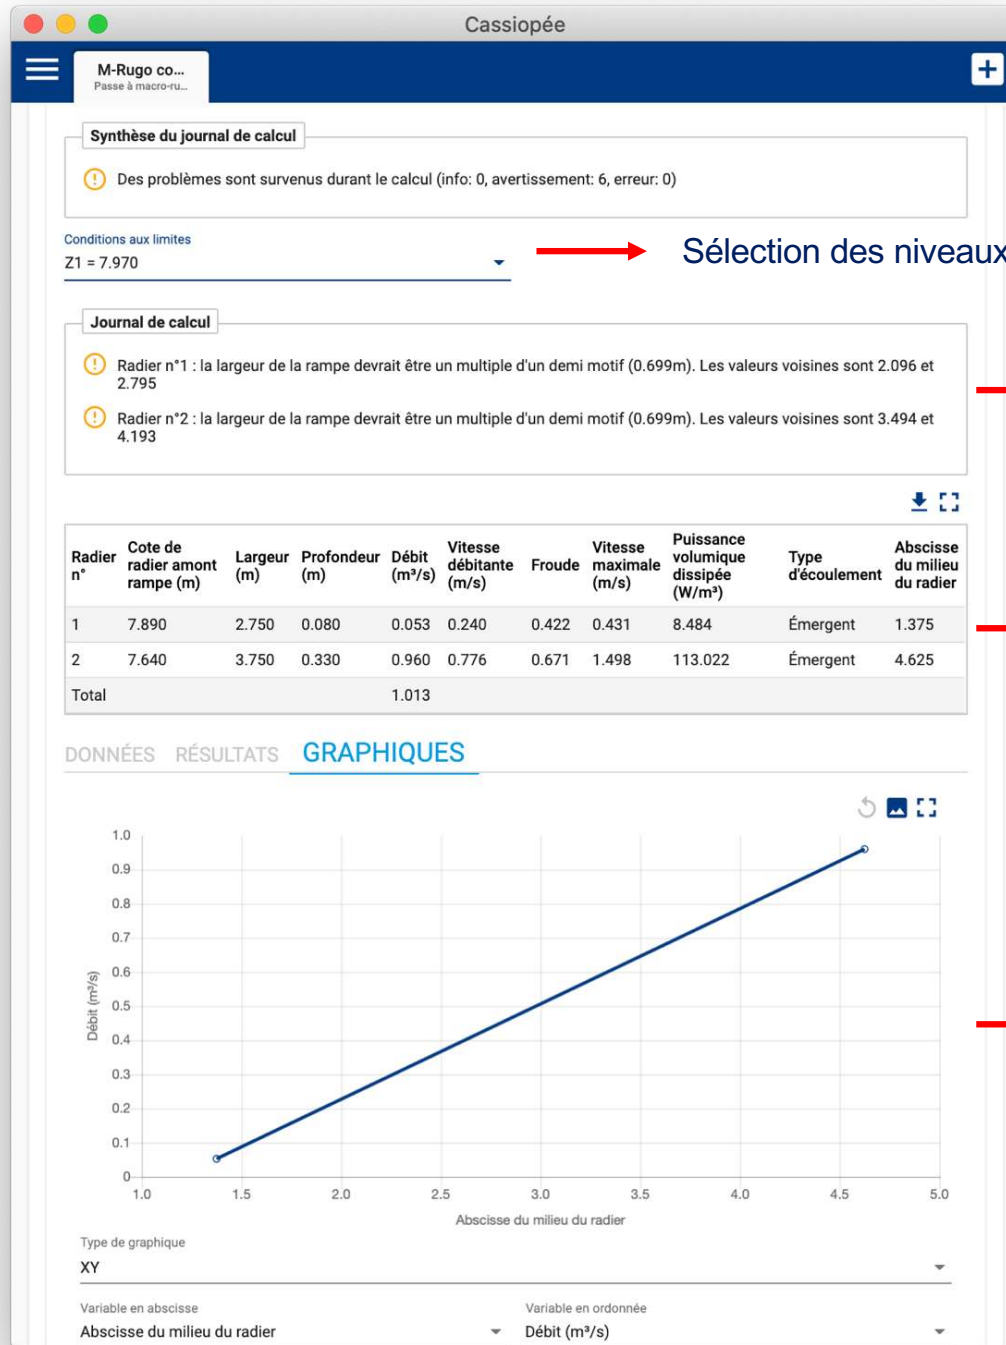 Cassiopée
M-Rugo co...
Passe à macro-ru...
Synthèse du journal de calcul
Des problèmes sont survenus durant le calcul (info: 0, avertissement: 6, erreur: 0)
Conditions aux limites
Z1 = 7.970
Sélection des niveaux
Journal de calcul
Radier n°1 : la largeur de la rampe devrait être un multiple d'un demi motif (0.699m). Les valeurs voisines sont 2.096 et
2.795
Radier n°2 : la largeur de la rampe devrait être un multiple d'un demi motif (0.699m). Les valeurs voisines sont 3.494 et
4.193
Radier n° Cote de radier amont rampe (m) Largeur (m) Profondeur (m) Débit (m³/s) Vitesse débitante (m/s) Froude Vitesse maximale (m/s) Puissance volumique dissipée (W/m³) Type d'écoulement Abscisse du milieu du radier
1 7.890 2.750 0.080 0.053 0.240 0.422 0.431 8.484 Émergent 1.375
2 7.640 3.750 0.330 0.960 0.776 0.671 1.498 113.022 Émergent 4.625
Total 1.013
DONNÉES RÉSULTATS GRAPHIQUES
1.0
0.9
0.8
0.7
0.6
0.5
0.4
0.3
0.2
0.1
0
Débit (m³/s)
1.0 1.5 2.0 2.5 3.0 3.5 4.0 4.5 5.0
Abscisse du milieu du radier
Type de graphique
XY
Variable en abscisse Variable en ordonnée
Abscisse du milieu du radier Débit (m³/s)